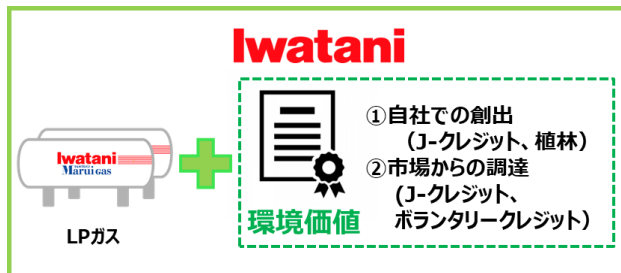 Iwatani
Iwatani
Marui gas
LPガス
環境価値
①自社での創出
(J-クレジット、植林)
②市場からの調達
(J-クレジット、
ボランタリークレジット)